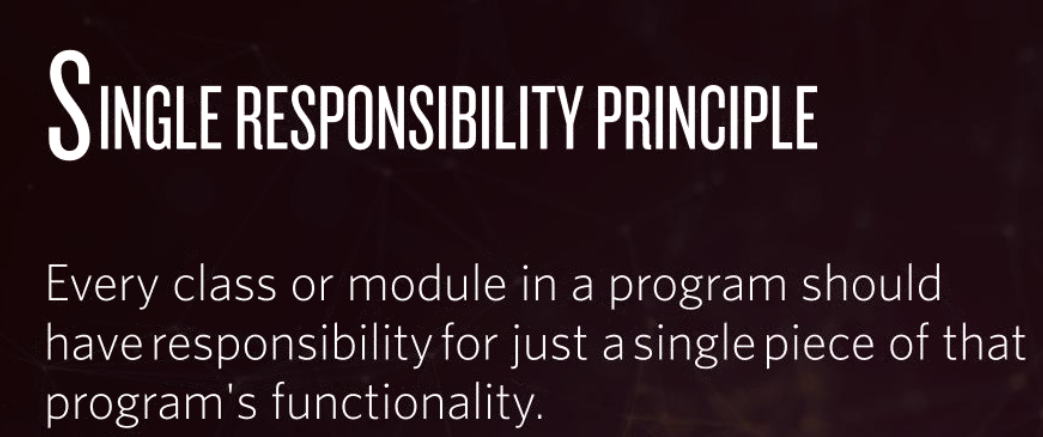 SINGLE RESPONSIBILITY PRINCIPLE
Every class or module in a program should
have responsibility for just a single piece of that
program's functionality.